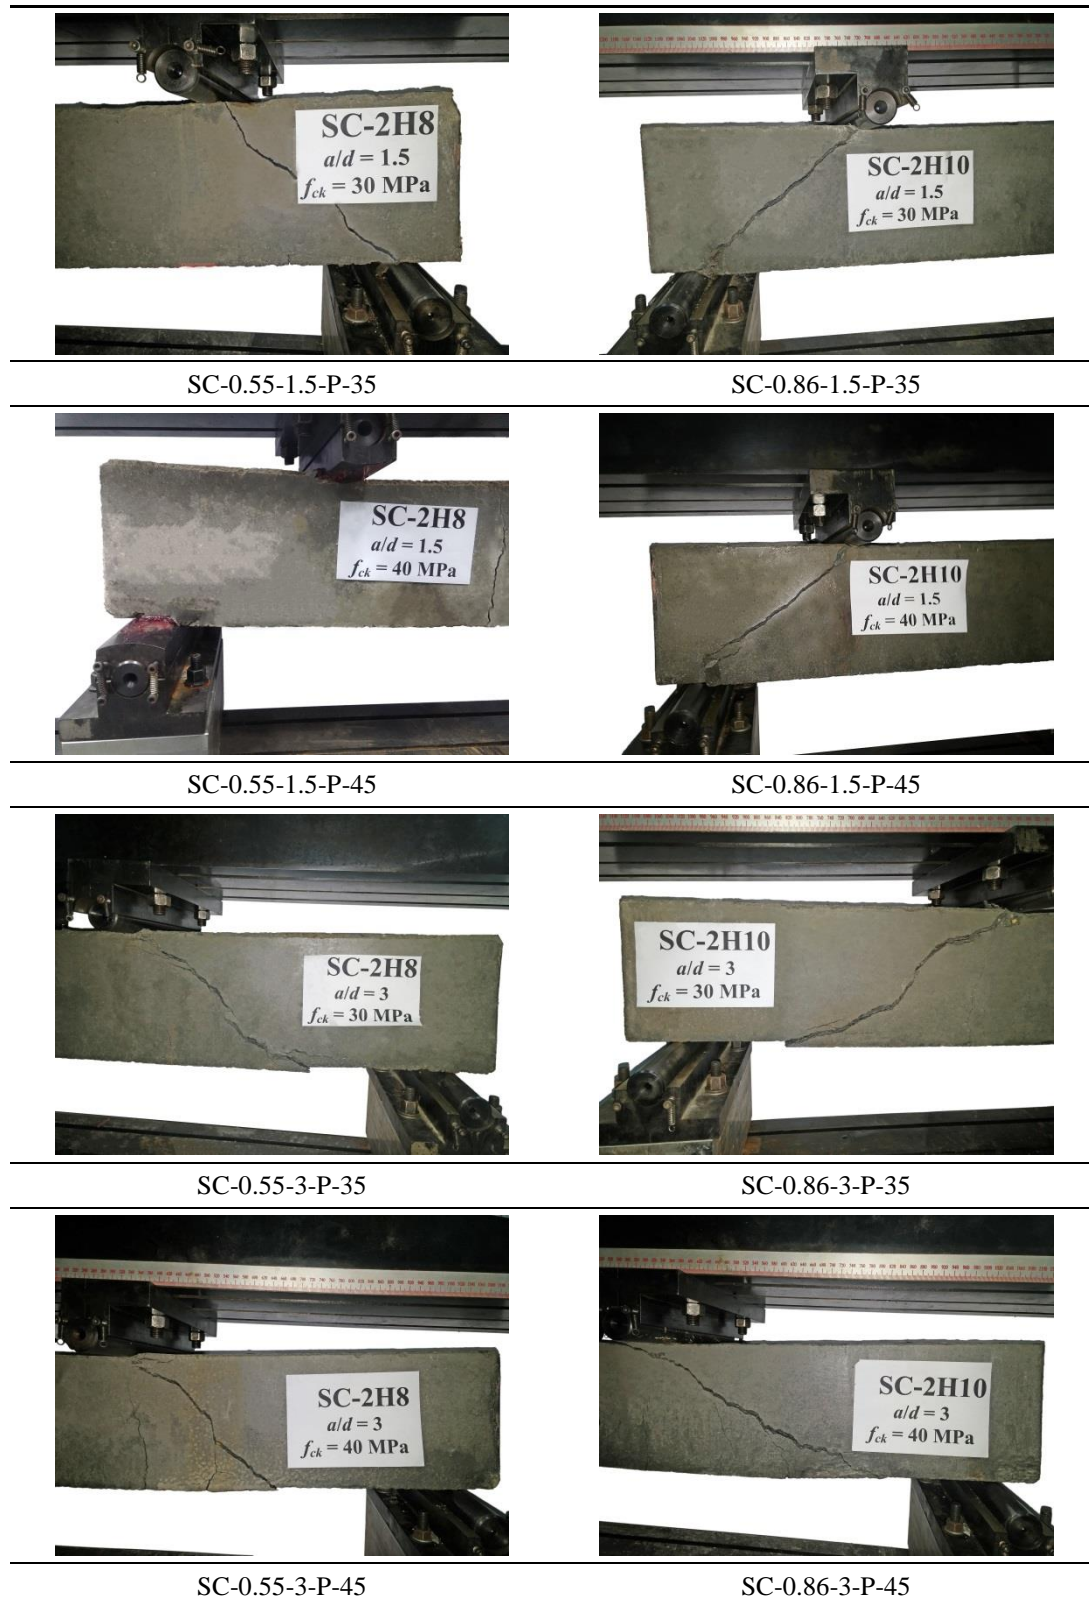 SC-2H8
a/d = 1.5
fck = 30 MPa
SC-2H10
a/d = 1.5
fck = 30 MPa
SC-0.55-1.5-P-35
SC-0.86-1.5-P-35
SC-2H8
a/d = 1.5
fck = 40 MPa
SC-2H10
a/d = 1.5
fck = 40 MPa
SC-0.55-1.5-P-45
SC-0.86-1.5-P-45
SC-2H8
a/d = 3
fck = 30 MPa
SC-2H10
a/d = 3
fck = 30 MPa
SC-0.55-3-P-35
SC-0.86-3-P-35
SC-2H8
a/d = 3
fck = 40 MPa
SC-2H10
a/d = 3
fck = 40 MPa
SC-0.55-3-P-45
SC-0.86-3-P-45